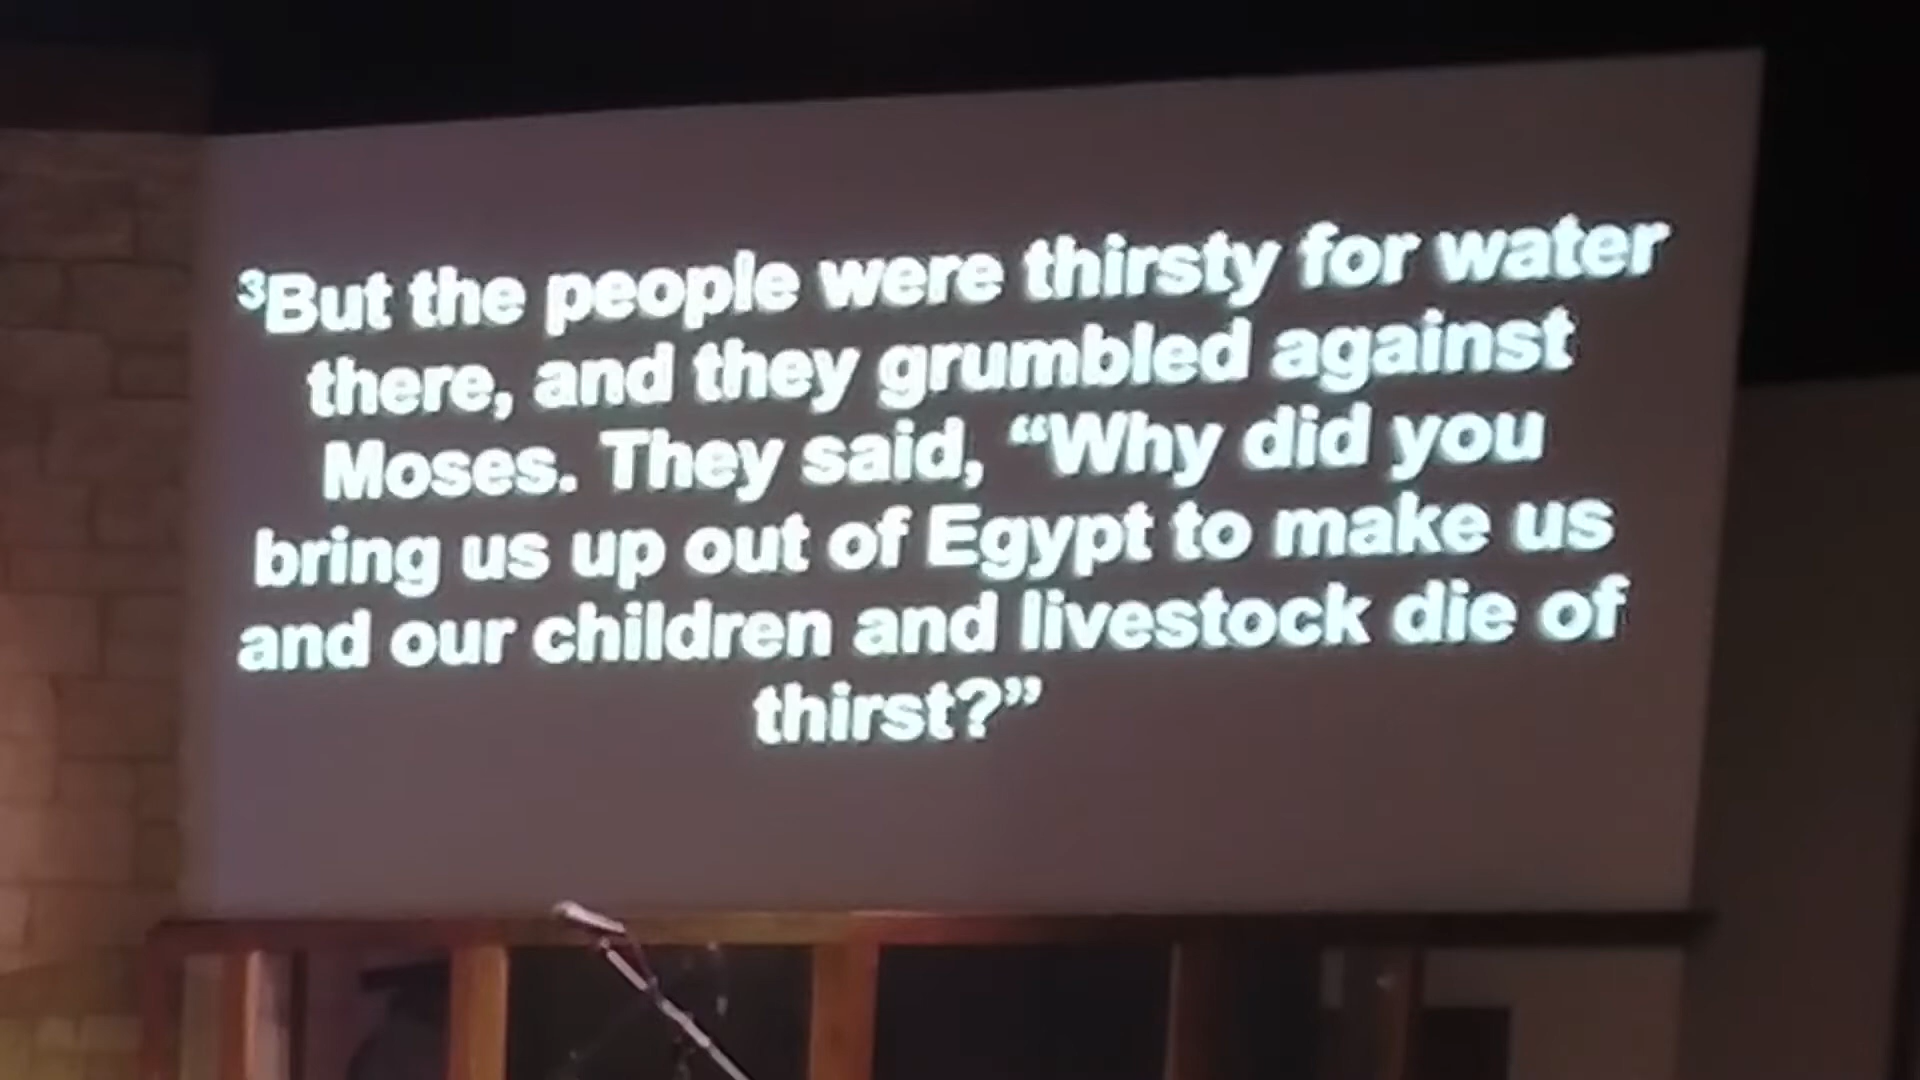 ³But the people were thirsty for water
there, and they grumbled against
Moses. They said, “Why did you
bring us up out of Egypt to make us
and our children and livestock die of
thirst?”